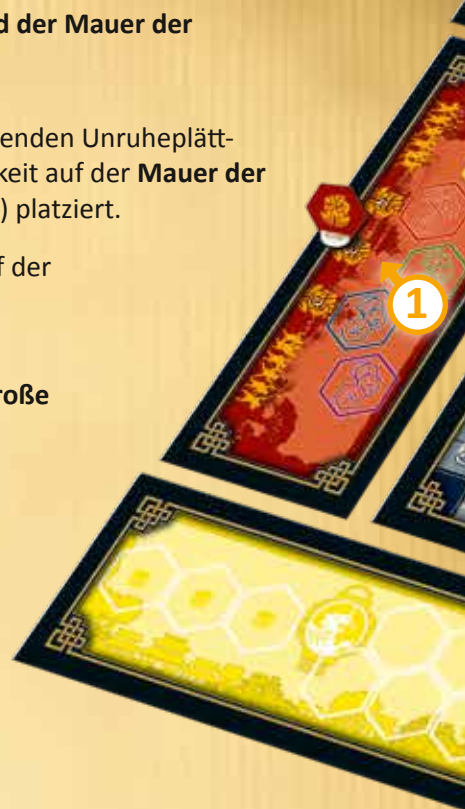 d der Mauer der
enden Unruheplätt-
keit auf der Mauer der
) platziert.
f der
roße
1